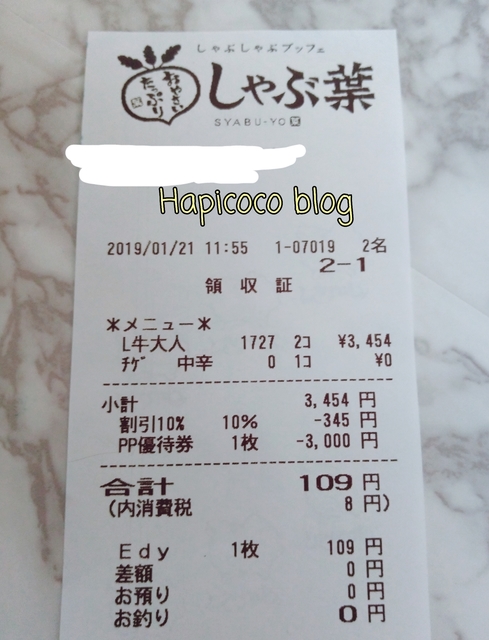 しゃぶしゃぶブッフェ
おやさい
たっぷり
しゃぶ葉
SYABU-YO
Hapicoco blog
2019/01/21 11:55 1-07019 2名
2-1
領 収 証
*メニュー*
L牛大人 1727 2コ ¥3,454
チゲ 中辛 0 1コ ¥0
小計 3,454 円
割引10% 10% -345 円
PP優待券 1枚 -3,000 円
合計 109 円
(内消費税 8 円)
Edy 1枚 109 円
差額 0 円
お預り 0 円
お釣り 0 円